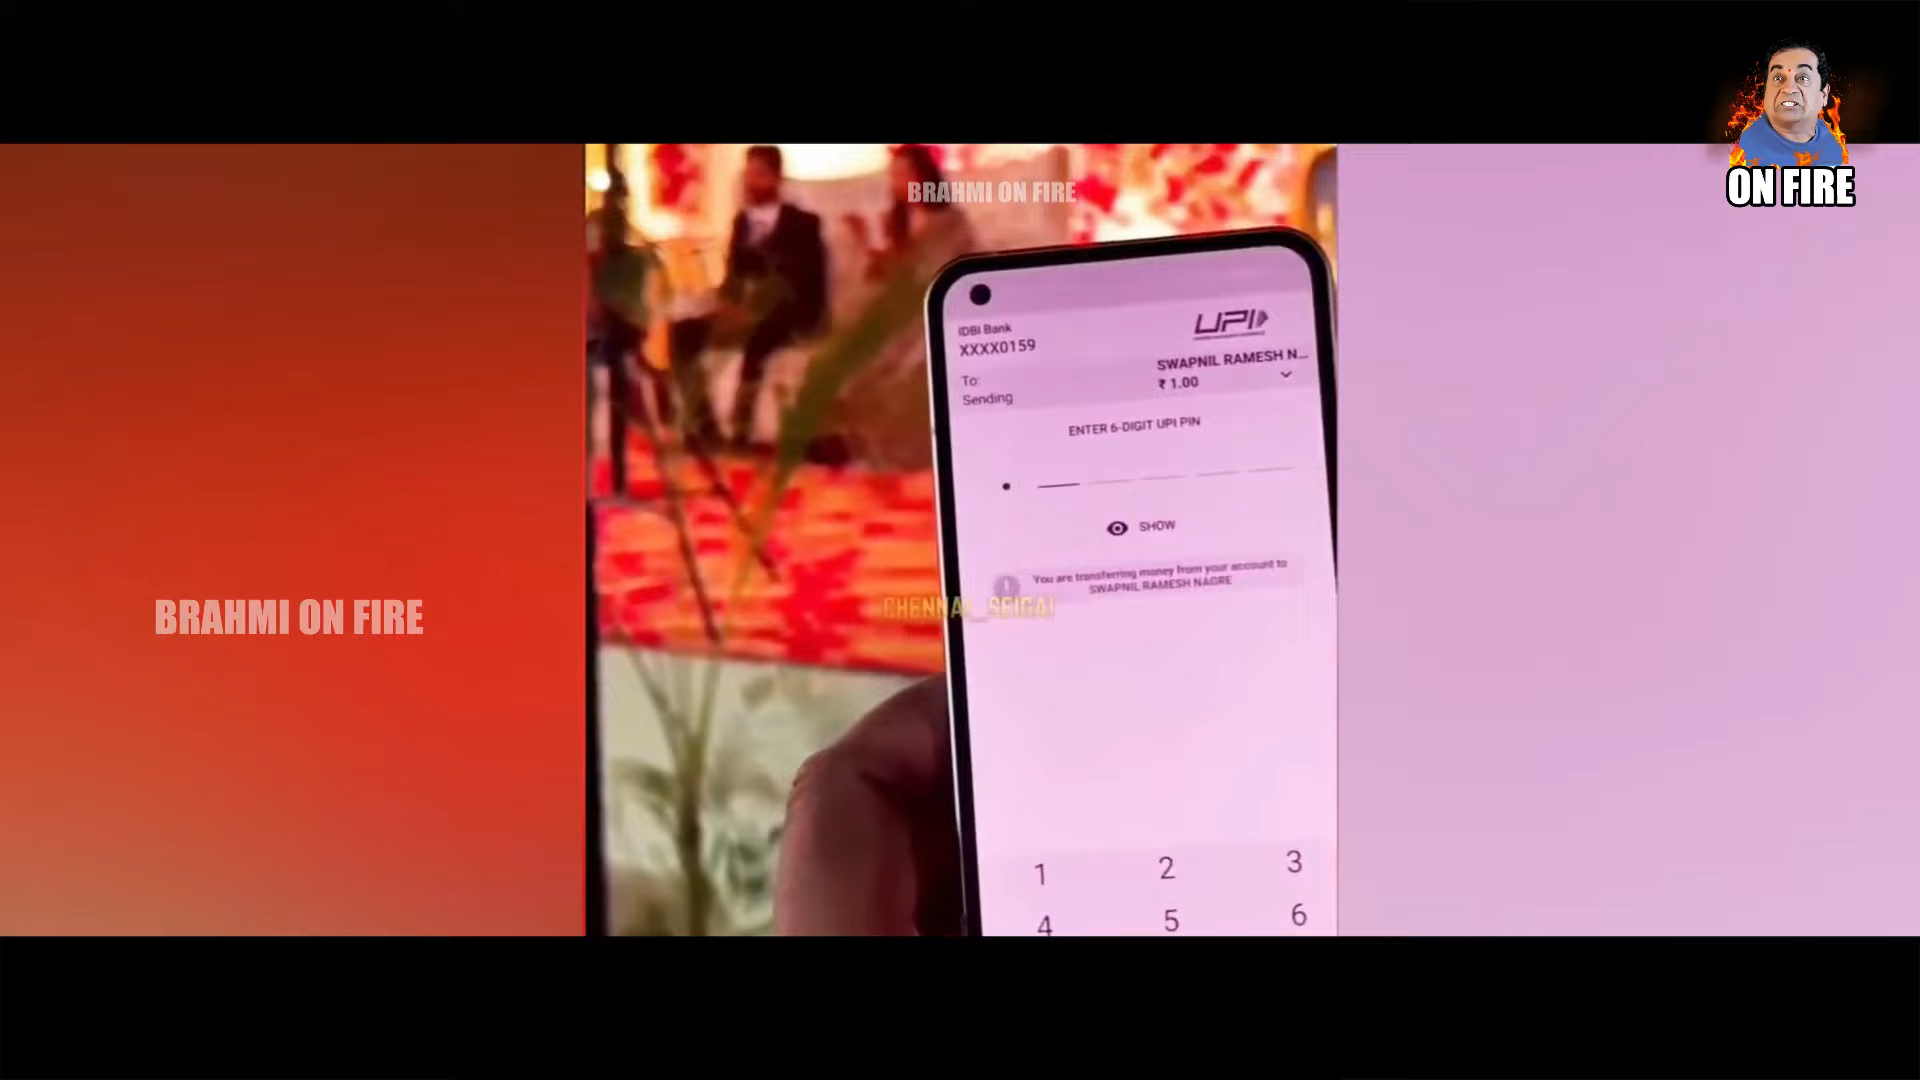 ON FIRE
BRAHMI ON FIRE
IDBI Bank
XXXX0159
UPI
To:
SWAPNIL RAMESH N...
Sending:
₹ 1.00
ENTER 6-DIGIT UPI PIN
SHOW
You are transferring money from your account to
SWAPNIL RAMESH NAGRE
CHENNAI_SEIGAI
BRAHMI ON FIRE
1 2 3
4 5 6